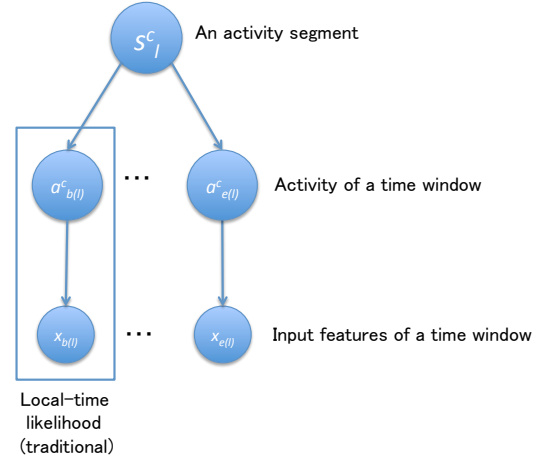 S^c_l An activity segment
a^c_b(l) ... a^c_e(l) Activity of a time window
x_b(l) ... x_e(l) Input features of a time window
Local-time
likelihood
(traditional)